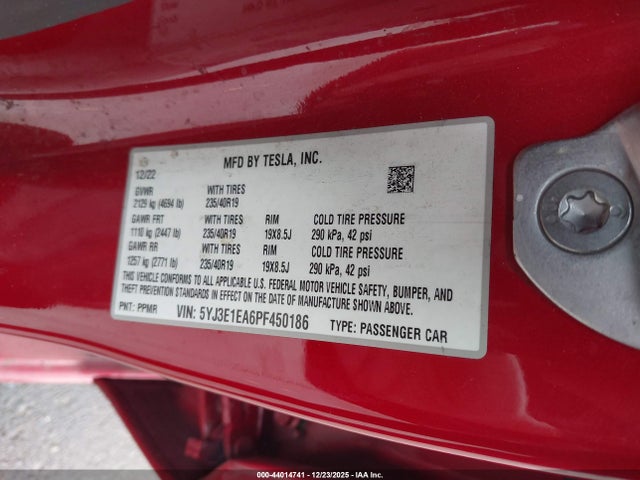 MFD BY TESLA, INC.
12/22
GVWR WITH TIRES
2129 kg (4694 lb) 235/40R19
GAWR FRT WITH TIRES RIM COLD TIRE PRESSURE
1110 kg (2447 lb) 235/40R19 19X8.5J 290 kPa, 42 psi
GAWR RR WITH TIRES RIM COLD TIRE PRESSURE
1257 kg (2771 lb) 235/40R19 19X8.5J 290 kPa, 42 psi
THIS VEHICLE CONFORMS TO ALL APPLICABLE U.S. FEDERAL MOTOR VEHICLE SAFETY, BUMPER, AND
THEFT PREVENTION STANDARDS IN EFFECT ON THE DATE OF MANUFACTURE SHOWN ABOVE.
PNT: PPMR VIN: 5YJ3E1EA6PF450186 TYPE: PASSENGER CAR
000-44014741 | 12/23/2025 | IAA Inc.